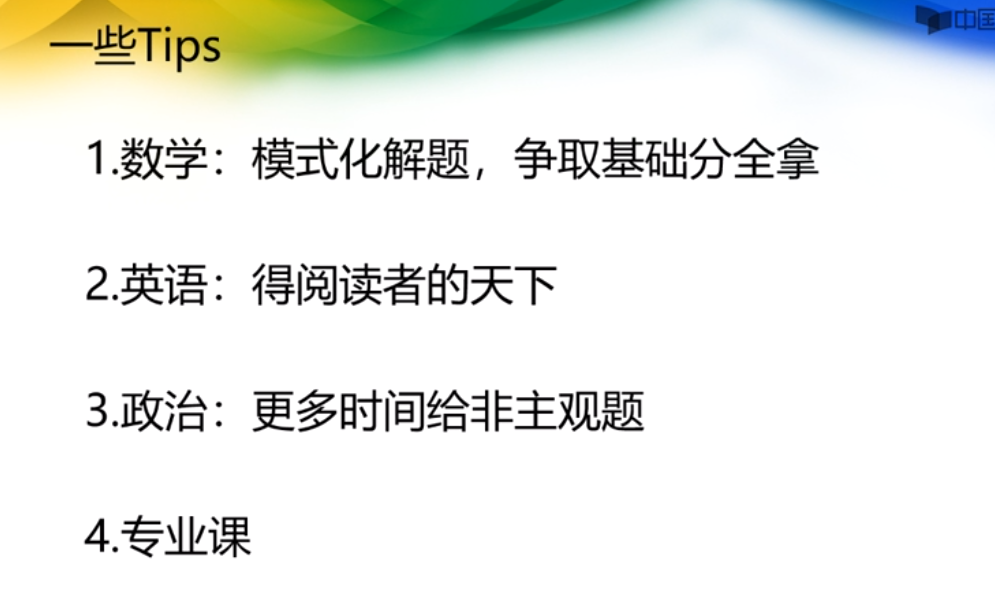 一些Tips
中国
1.数学：模式化解题，争取基础分全拿
2.英语：得阅读者的天下
3.政治：更多时间给非主观题
4.专业课